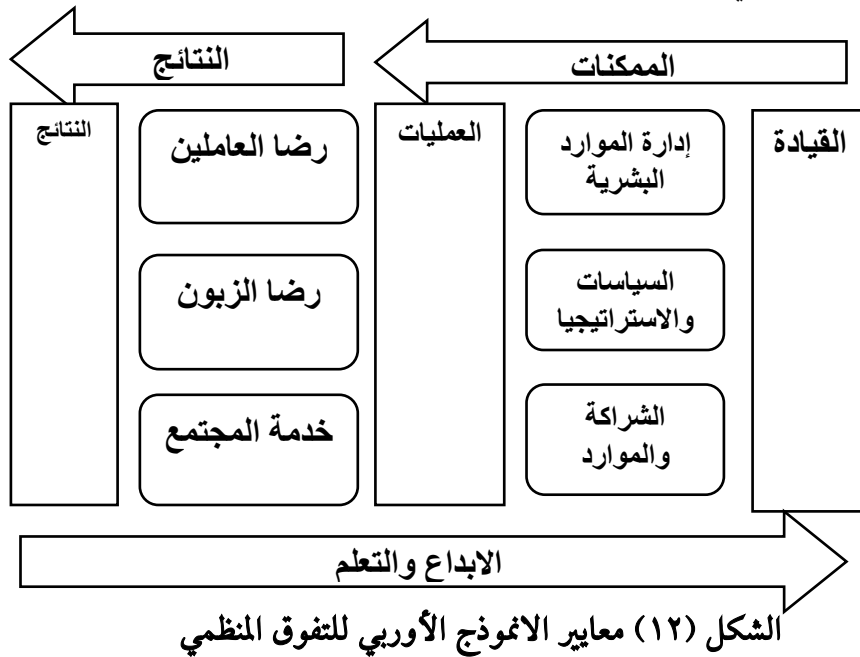 الممكنات
النتائج
القيادة
إدارة الموارد
البشرية
السياسات
والاستراتيجيا
الشراكة
والموارد
العمليات
رضا العاملين
رضا الزبون
خدمة المجتمع
النتائج
الابداع والتعلم
الشكل (١٢) معايير الانموذج الأوربي للتفوق المنظمي